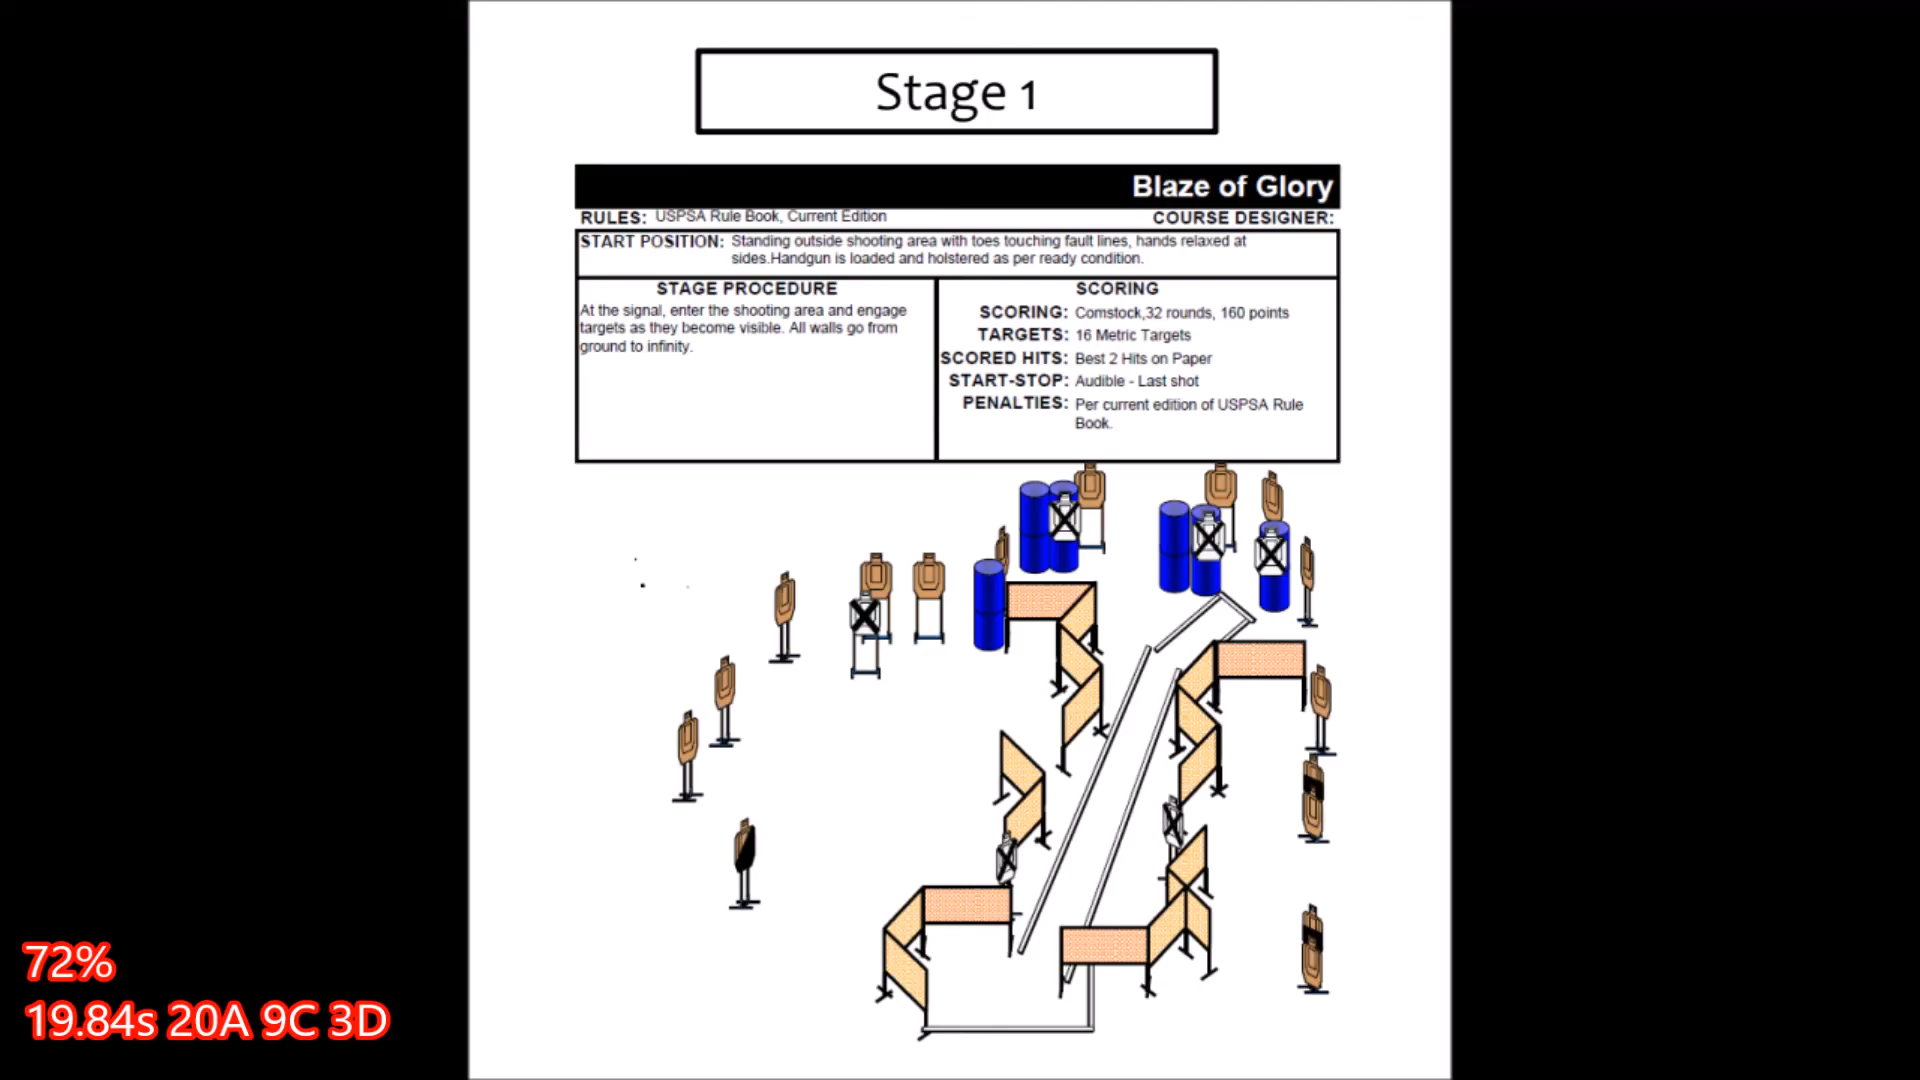 Stage 1
Blaze of Glory
RULES: USPSA Rule Book, Current Edition COURSE DESIGNER:
START POSITION: Standing outside shooting area with toes touching fault lines, hands relaxed at
sides.Handgun is loaded and holstered as per ready condition.
STAGE PROCEDURE
At the signal, enter the shooting area and engage
targets as they become visible. All walls go from
ground to infinity.
SCORING
SCORING: Comstock,32 rounds, 160 points
TARGETS: 16 Metric Targets
SCORED HITS: Best 2 Hits on Paper
START-STOP: Audible - Last shot
PENALTIES: Per current edition of USPSA Rule
Book.
72%
19.84s 20A 9C 3D